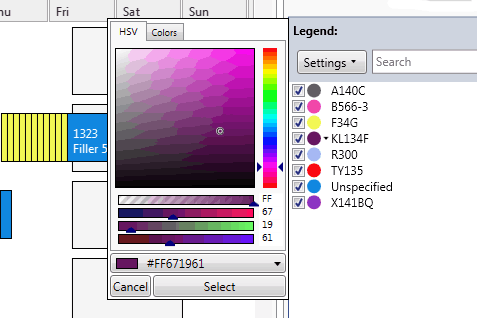 Fri
Sat
Sun
HSV
Colors
Legend:
Settings
Search
A140C
B566-3
F34G
KL134F
R300
TY135
Unspecified
X141BQ
1323
Filler 5
FF
67
19
61
#FF671961
Cancel
Select